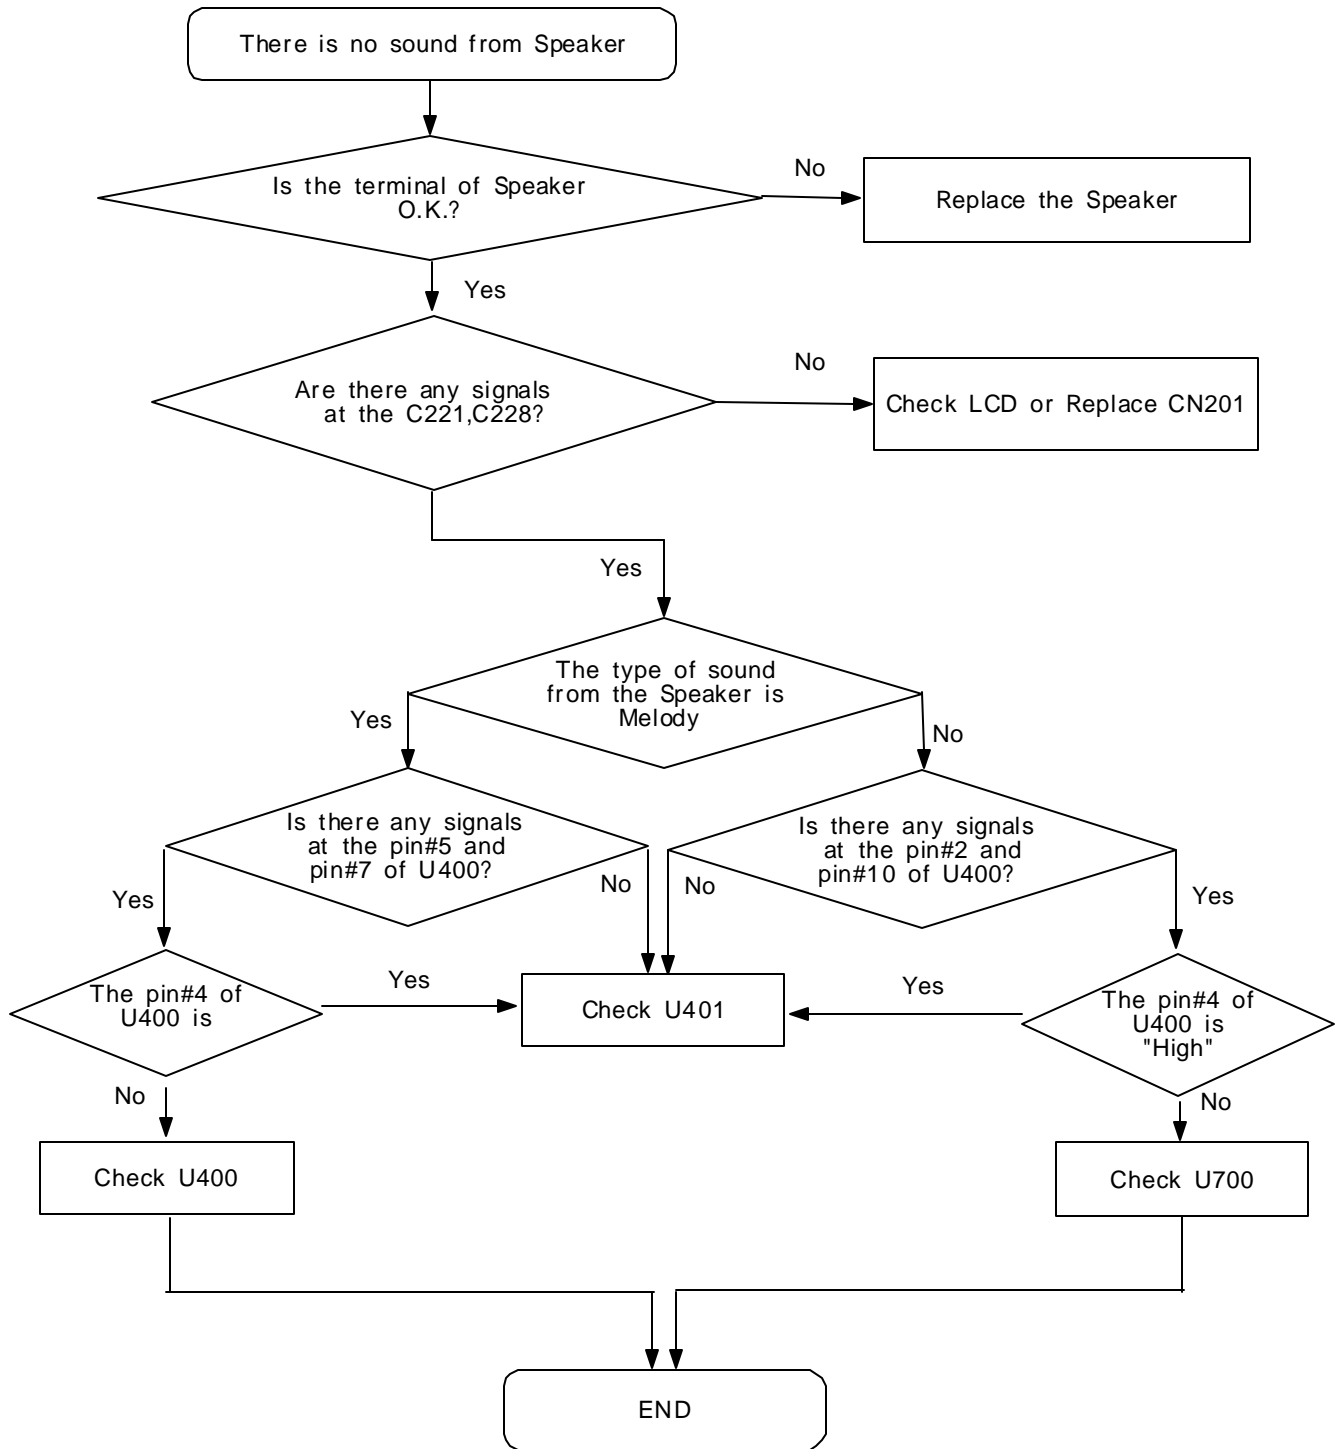 There is no sound from Speaker
Is the terminal of Speaker
O.K.?
No
Replace the Speaker
Yes
Are there any signals
at the C221,C228?
No
Check LCD or Replace CN201
Yes
The type of sound
from the Speaker is
Melody
Yes
No
Is there any signals
at the pin#5 and
pin#7 of U400?
Is there any signals
at the pin#2 and
pin#10 of U400?
Yes
No
No
Yes
The pin#4 of
U400 is
Yes
Check U401
Yes
The pin#4 of
U400 is
"High"
No
No
Check U400
Check U700
END